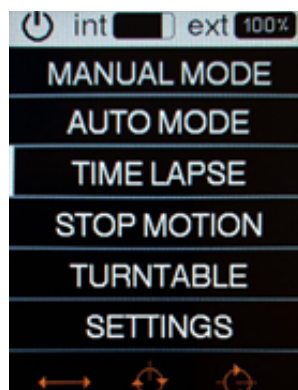 int ext 100%
MANUAL MODE
AUTO MODE
TIME LAPSE
STOP MOTION
TURNTABLE
SETTINGS